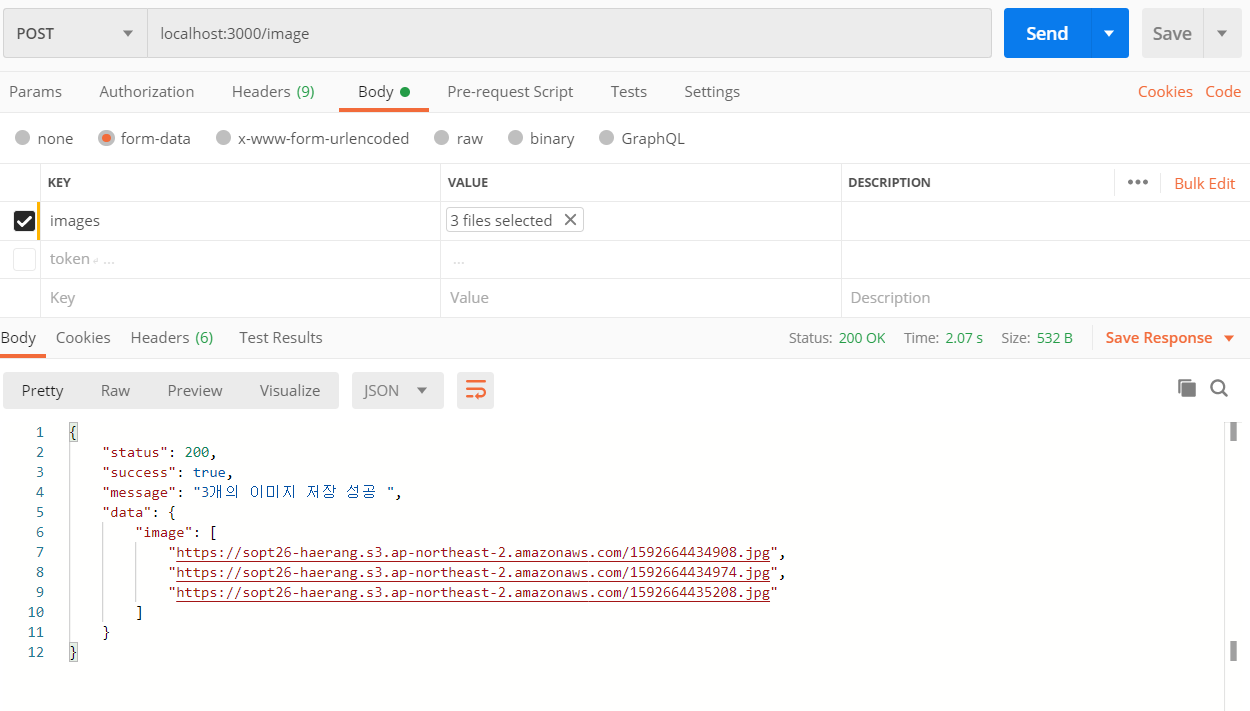 POST localhost:3000/image Send Save
Params Authorization Headers (9) Body Pre-request Script Tests Settings Cookies Code
none form-data x-www-form-urlencoded raw binary GraphQL
KEY VALUE DESCRIPTION ••• Bulk Edit
images 3 files selected
token ... ...
Key Value Description
Body Cookies Headers (6) Test Results Status: 200 OK Time: 2.07 s Size: 532 B Save Response
Pretty Raw Preview Visualize JSON
1 {
2 "status": 200,
3 "success": true,
4 "message": "3개의 이미지 저장 성공 ",
5 "data": {
6 "image": [
7 "https://sopt26-haerang.s3.ap-northeast-2.amazonaws.com/1592664434908.jpg",
8 "https://sopt26-haerang.s3.ap-northeast-2.amazonaws.com/1592664434974.jpg",
9 "https://sopt26-haerang.s3.ap-northeast-2.amazonaws.com/1592664435208.jpg"
10 ]
11 }
12 }